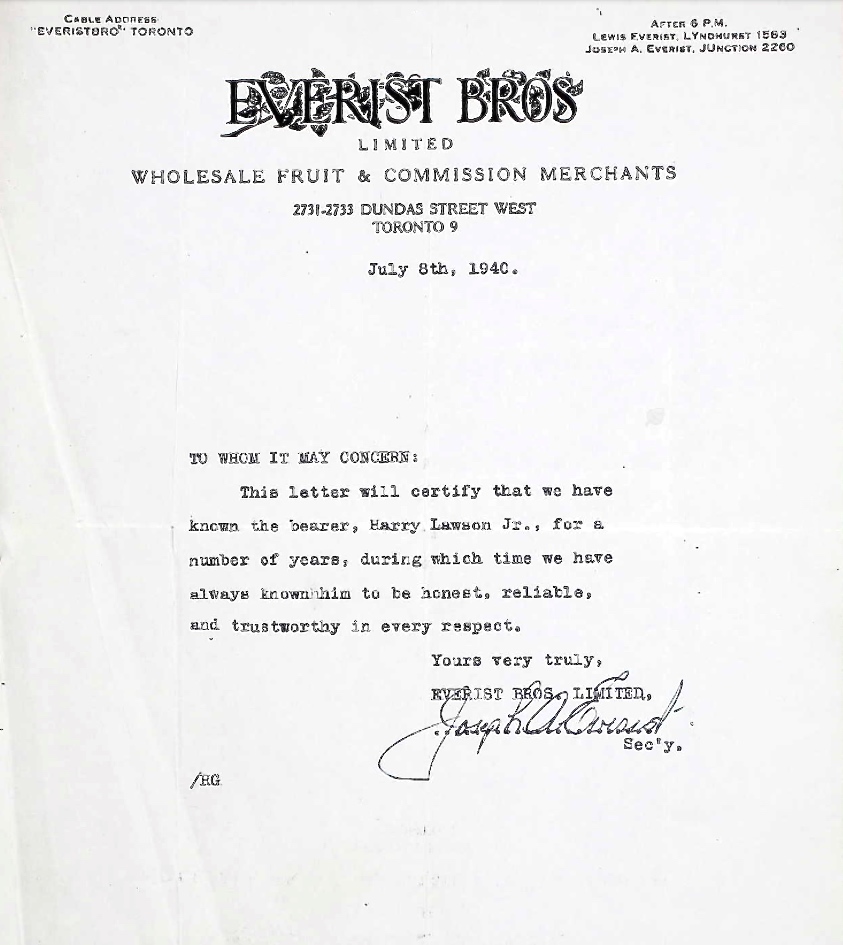 CABLE ADDRESS
"EVERISTBRO" TORONTO
AFTER 6 P.M.
LEWIS EVERIST, LYNDHURST 1563
JOSEPH A. EVERIST, JUNCTION 2260
EVERIST BROS
LIMITED
WHOLESALE FRUIT & COMMISSION MERCHANTS
2731-2733 DUNDAS STREET WEST
TORONTO 9
July 8th, 1940.
TO WHOM IT MAY CONCERN:
This letter will certify that we have
known the bearer, Harry Lawson Jr., for a
number of years, during which time we have
always known him to be honest, reliable,
and trustworthy in every respect.
Yours very truly,
EVERIST BROS. LIMITED,
Joseph A. Everist
Sec'y.
/RG